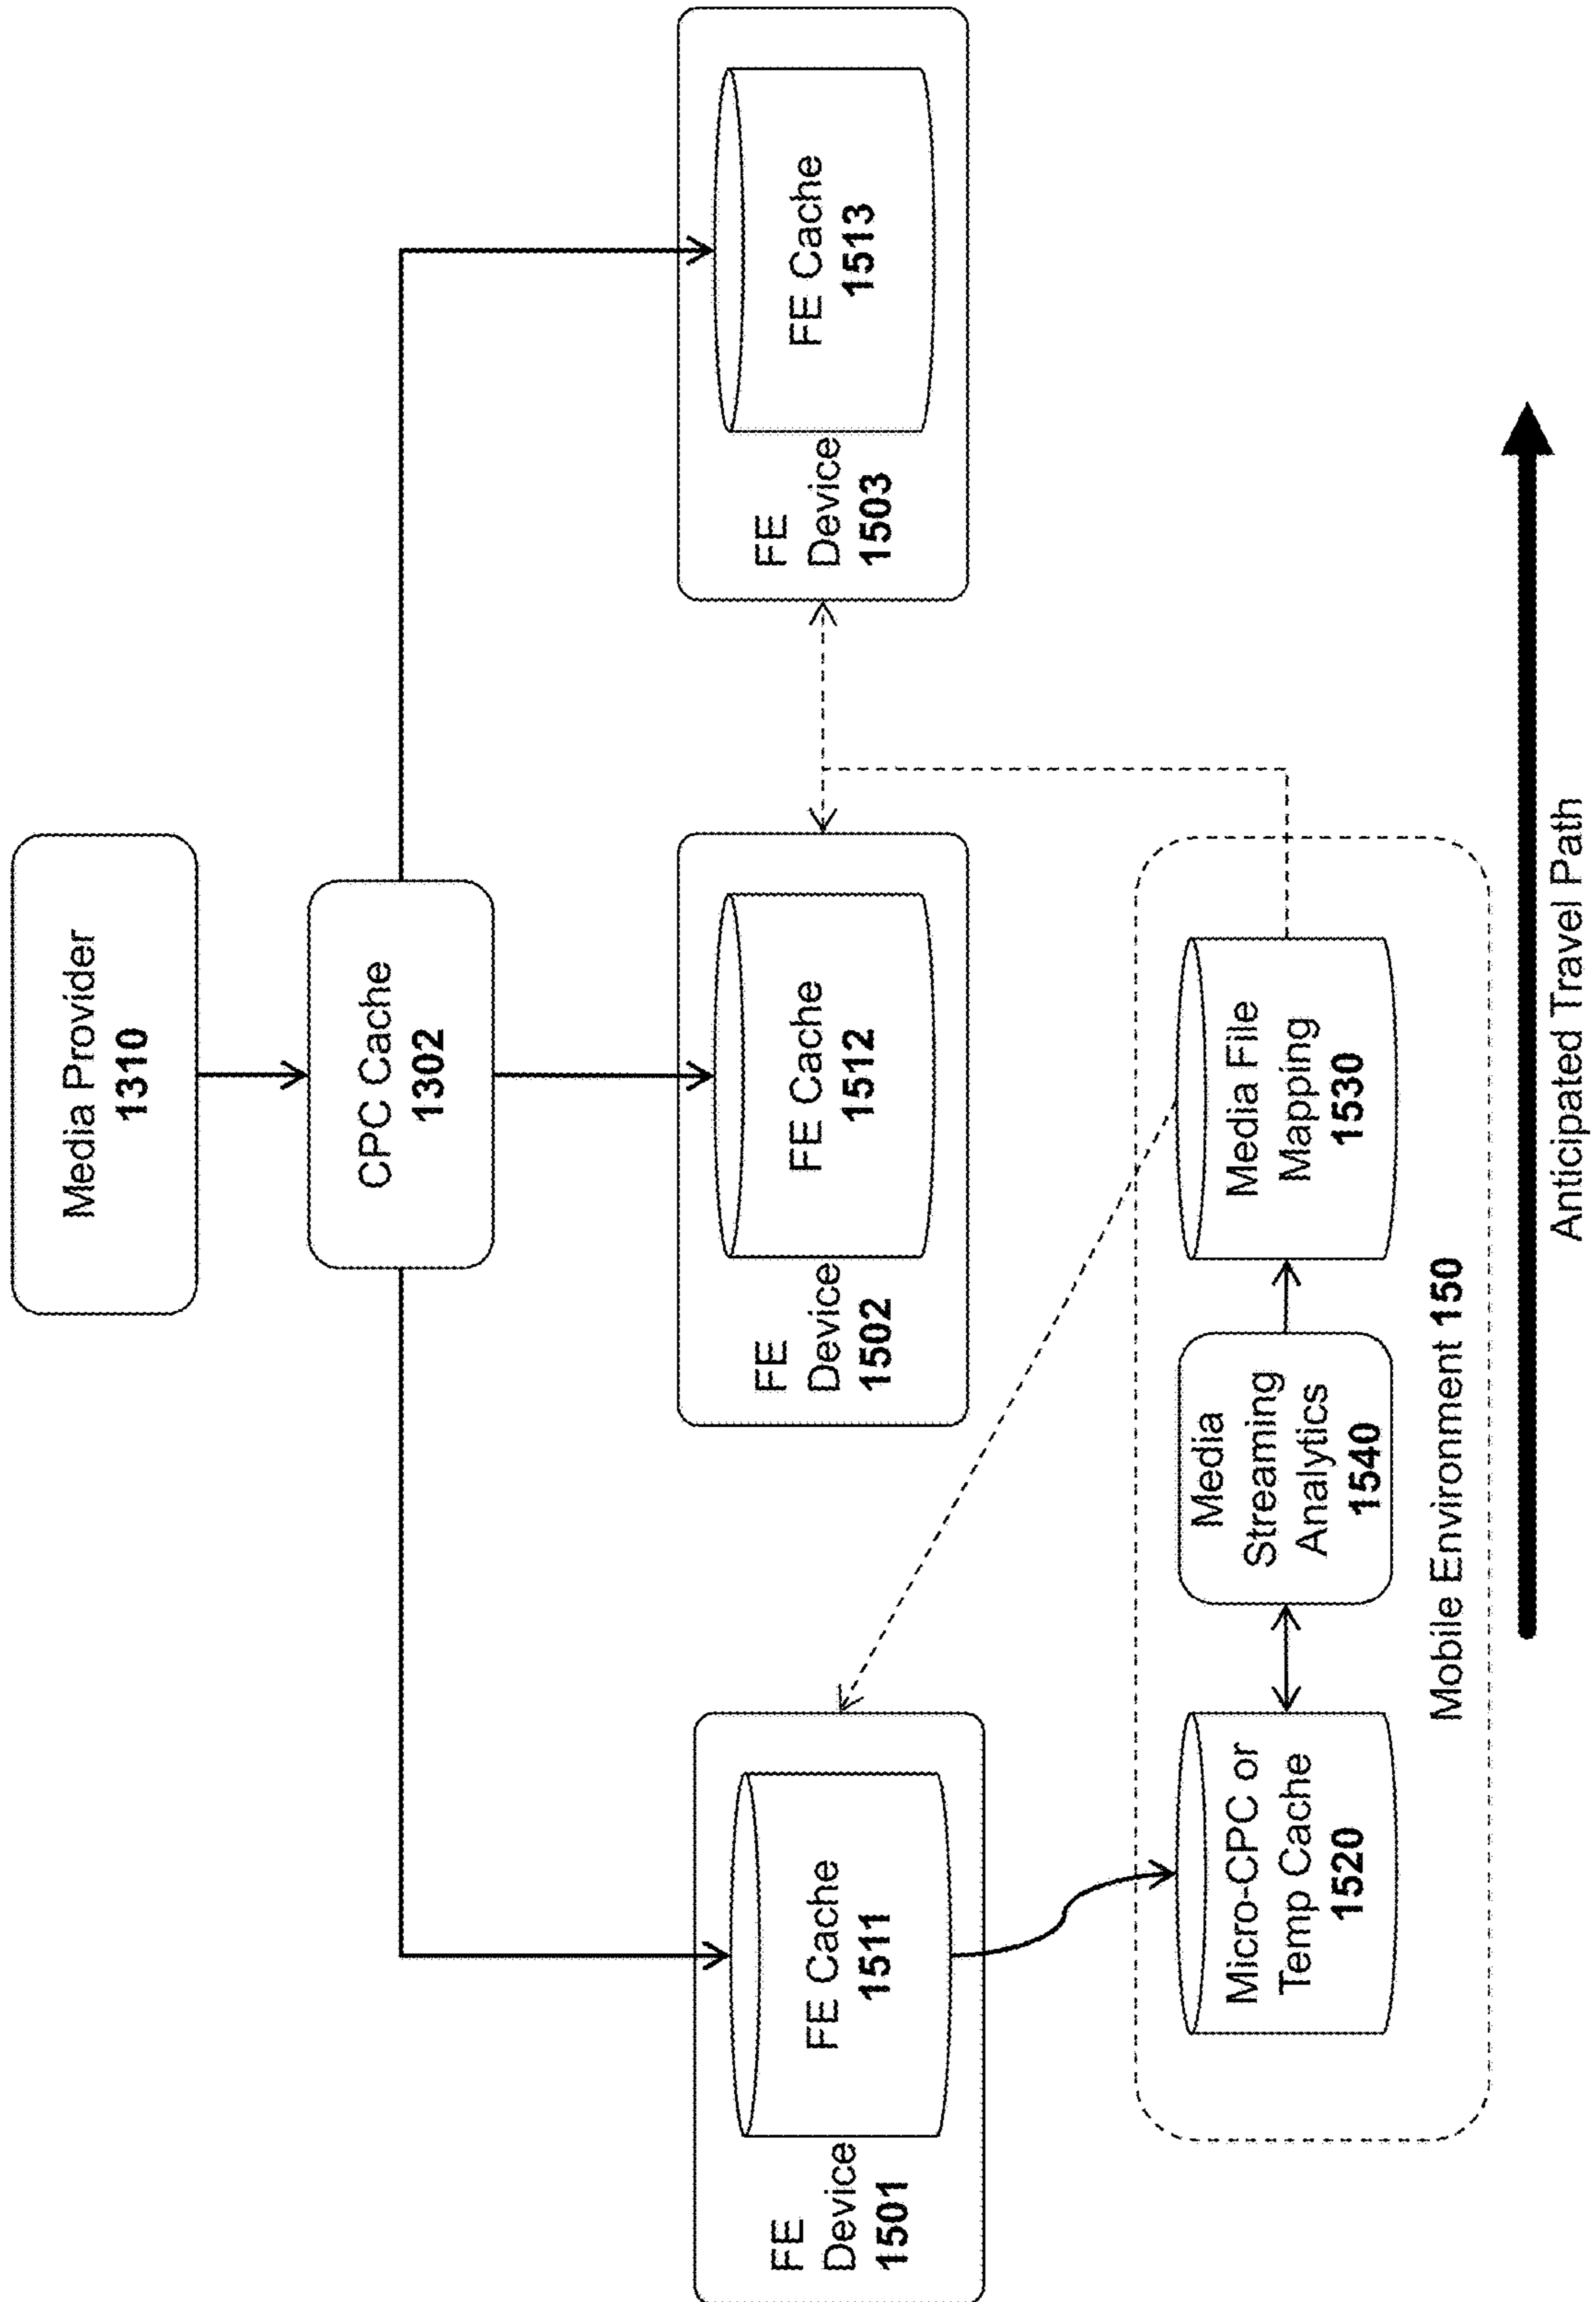 Media Provider
1310
CPC Cache
1302
FE
Device
1501
FE Cache
1511
FE
Device
1502
FE Cache
1512
FE
Device
1503
FE Cache
1513
Micro-CPC or
Temp Cache
1520
Media
Streaming
Analytics
1540
Media File
Mapping
1530
Mobile Environment 150
Anticipated Travel Path